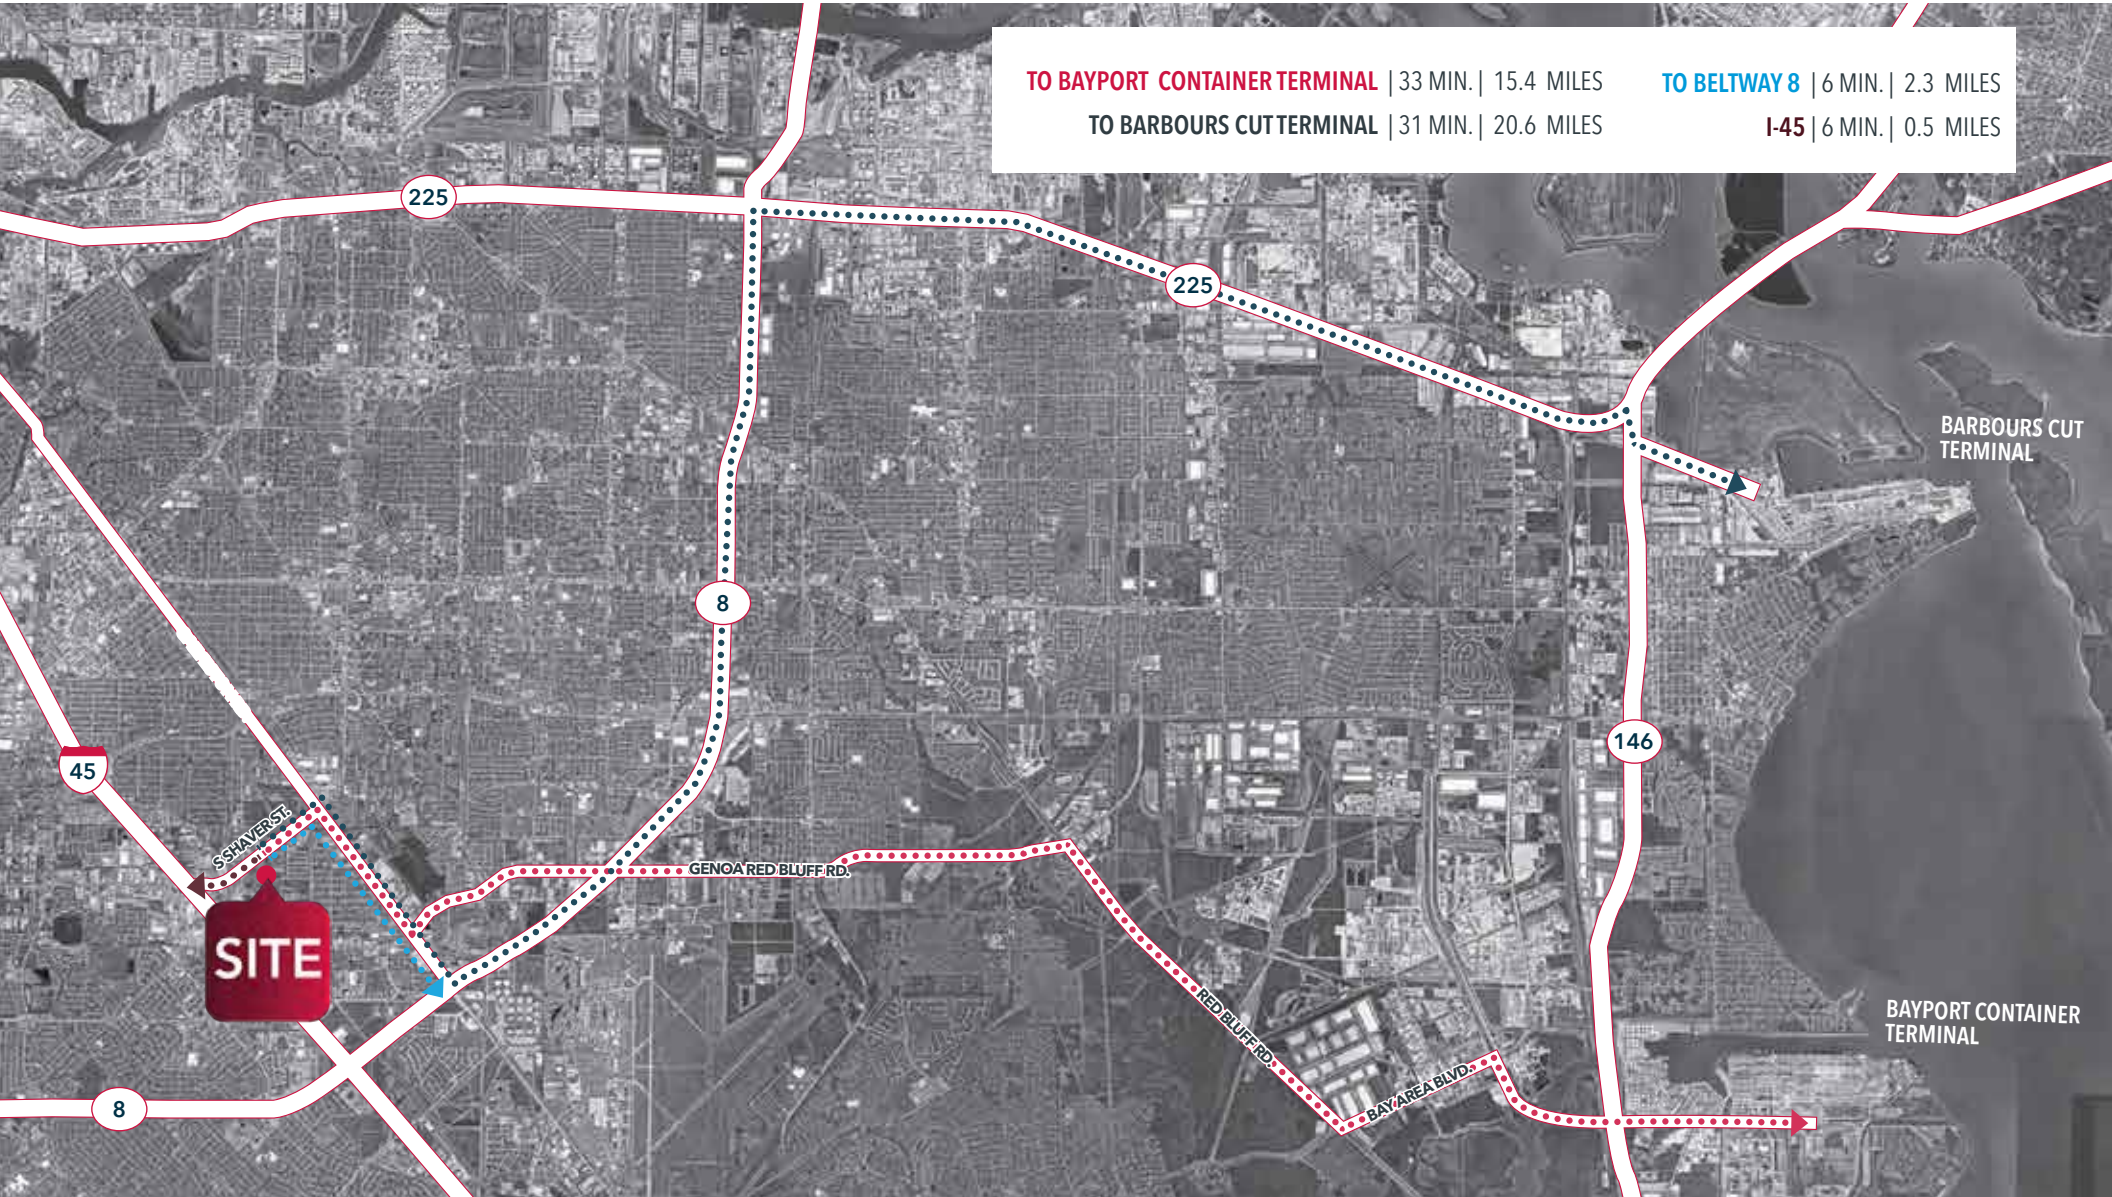 TO BAYPORT CONTAINER TERMINAL | 33 MIN. | 15.4 MILES
TO BELTWAY 8 | 6 MIN. | 2.3 MILES
TO BARBOURS CUT TERMINAL | 31 MIN. | 20.6 MILES
I-45 | 6 MIN. | 0.5 MILES
225
225
BARBOURS CUT
TERMINAL
8
146
45
S SHAVER ST.
GENOA RED BLUFF RD.
SITE
RED BLUFF RD.
BAYPORT CONTAINER
TERMINAL
BAY AREA BLVD.
8